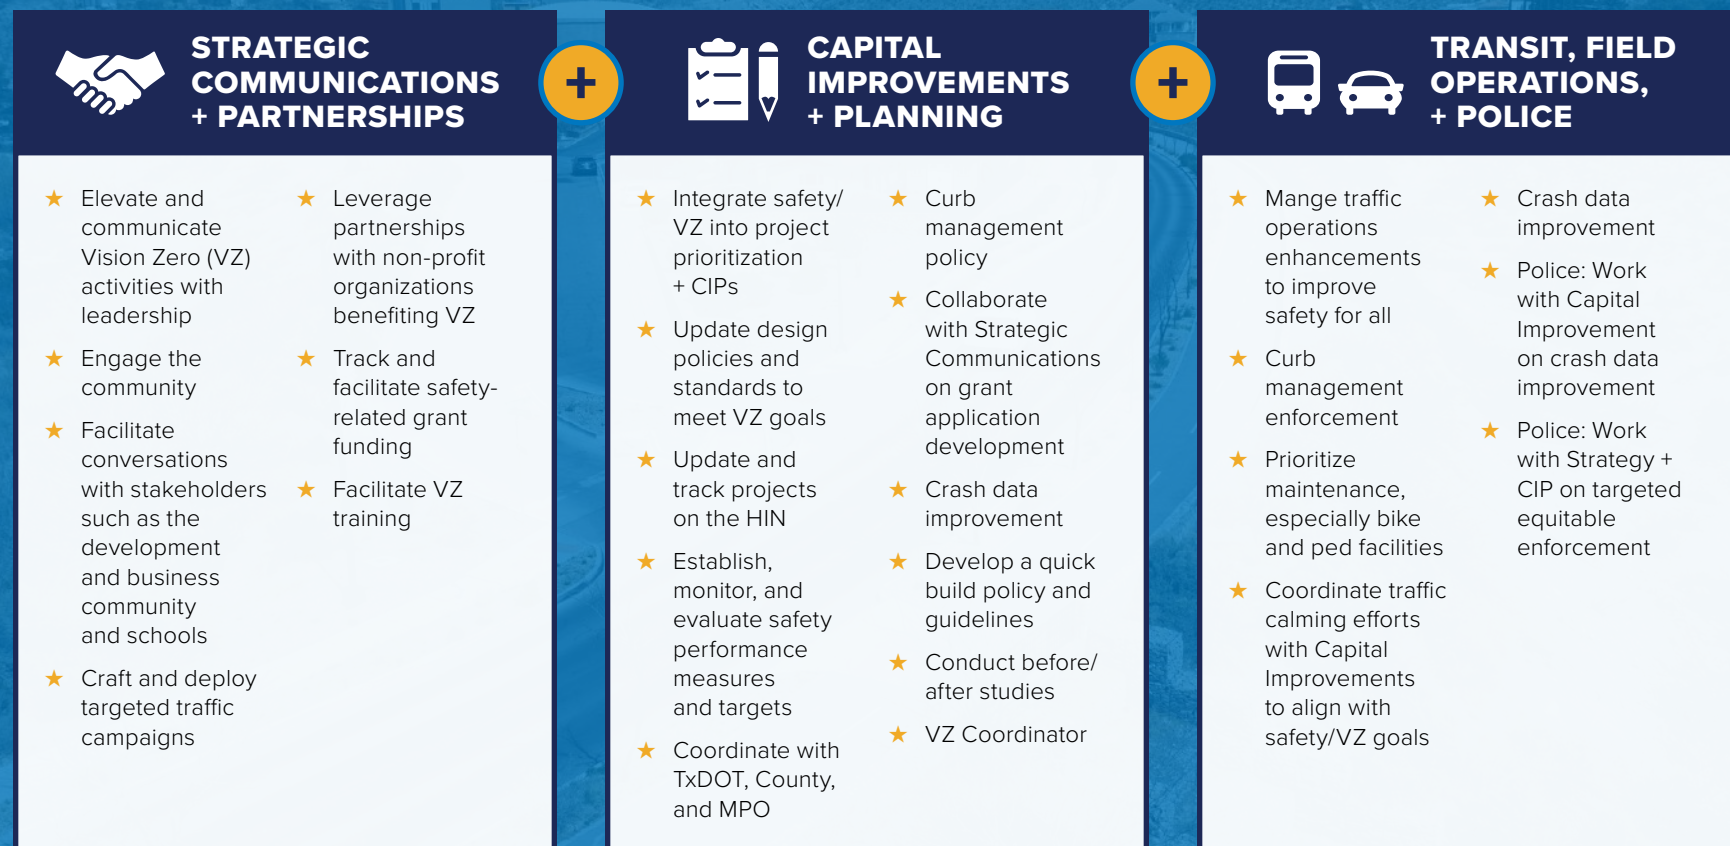 STRATEGIC
COMMUNICATIONS
+ PARTNERSHIPS
Elevate and
communicate
Vision Zero (VZ)
activities with
leadership
Engage the
community
Facilitate
conversations
with stakeholders
such as the
development
and business
community
and schools
Craft and deploy
targeted traffic
campaigns
Leverage
partnerships
with non-profit
organizations
benefiting VZ
Track and
facilitate safety-
related grant
funding
Facilitate VZ
training
+
CAPITAL
IMPROVEMENTS
+ PLANNING
Integrate safety/
VZ into project
prioritization
+ CIPs
Update design
policies and
standards to
meet VZ goals
Update and
track projects
on the HIN
Establish,
monitor, and
evaluate safety
performance
measures
and targets
Coordinate with
TxDOT, County,
and MPO
Curb
management
policy
Collaborate
with Strategic
Communications
on grant
application
development
Crash data
improvement
Develop a quick
build policy and
guidelines
Conduct before/
after studies
VZ Coordinator
+
TRANSIT, FIELD
OPERATIONS,
+ POLICE
Mange traffic
operations
enhancements
to improve
safety for all
Curb
management
enforcement
Prioritize
maintenance,
especially bike
and ped facilities
Coordinate traffic
calming efforts
with Capital
Improvements
to align with
safety/VZ goals
Crash data
improvement
Police: Work
with Capital
Improvement
on crash data
improvement
Police: Work
with Strategy +
CIP on targeted
equitable
enforcement